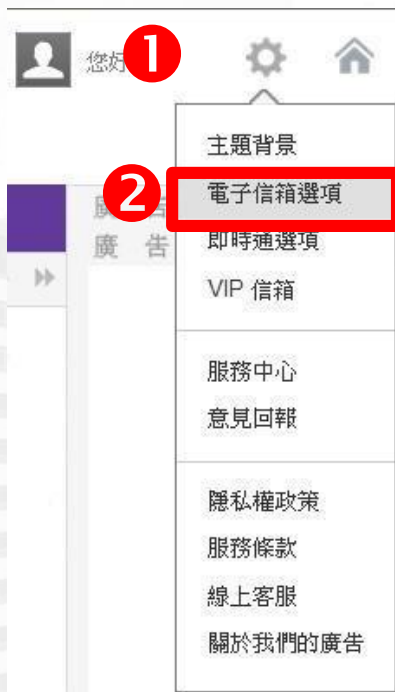 您好
1
主題背景
2
電子信箱選項
廣告
即時通選項
VIP 信箱
服務中心
意見回報
隱私權政策
服務條款
線上客服
關於我們的廣告